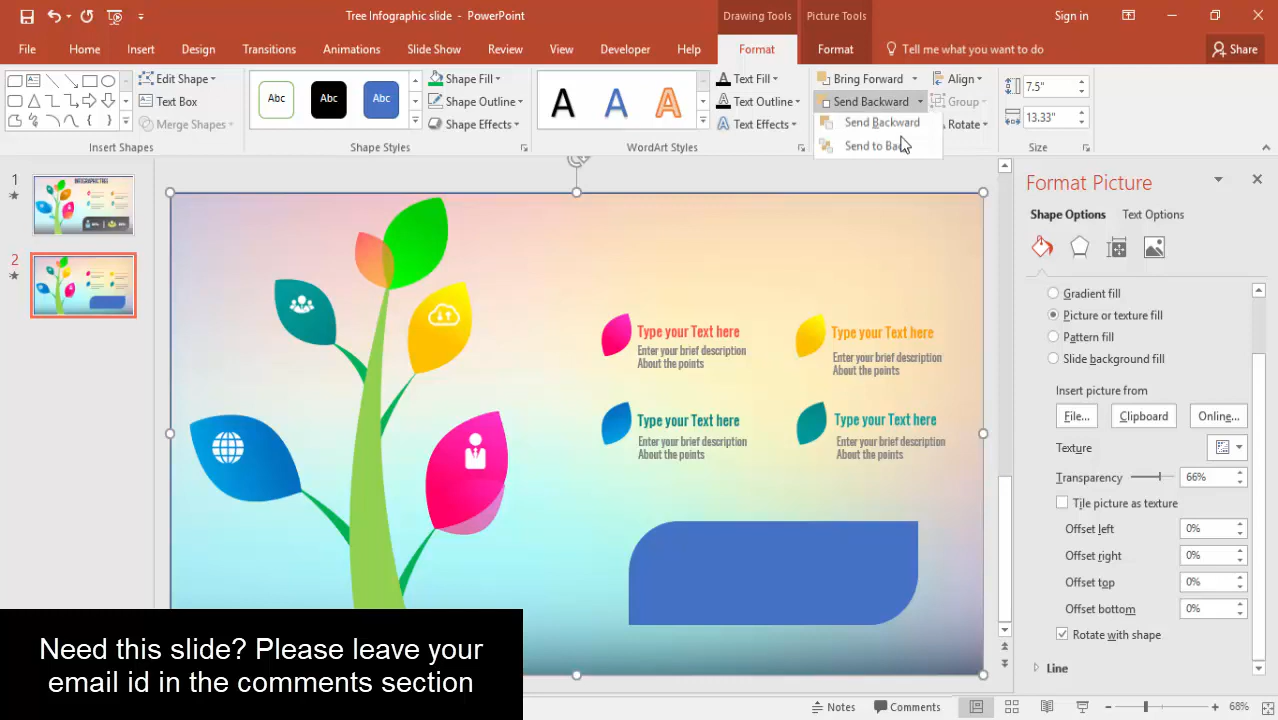 Tree Infographic slide - PowerPoint
Drawing Tools
Picture Tools
Sign in
File
Home
Insert
Design
Transitions
Animations
Slide Show
Review
View
Developer
Help
Format
Format
Tell me what you want to do
Share
Edit Shape
Text Box
Merge Shapes
Insert Shapes
Abc
Abc
Abc
Shape Fill
Shape Outline
Shape Effects
Shape Styles
A
A
A
WordArt Styles
Text Fill
Text Outline
Text Effects
Bring Forward
Send Backward
Send Backward
Send to
Align
Group
Rotate
7.5"
13.33"
Size
1
2
Type your Text here
Enter your brief description
About the points
Type your Text here
Enter your brief description
About the points
Type your Text here
Enter your brief description
About the points
Type your Text here
Enter your brief description
About the points
Format Picture
Shape Options
Text Options
Gradient fill
Picture or texture fill
Pattern fill
Slide background fill
Insert picture from
File...
Clipboard
Online...
Texture
Transparency
66%
Tile picture as texture
Offset left
0%
Offset right
0%
Offset top
0%
Offset bottom
0%
Rotate with shape
Line
Need this slide? Please leave your
email id in the comments section
Notes
Comments
68%